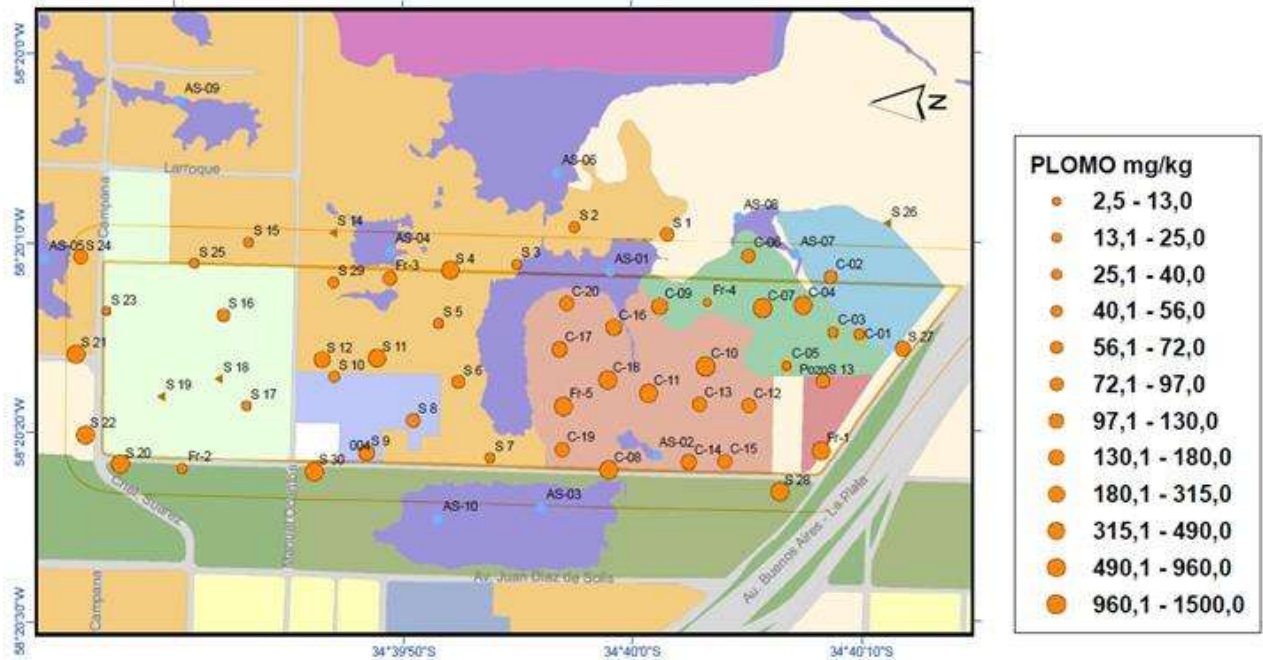 58°20'0"W
58°20'10"W
58°20'20"W
58°20'30"W
AS-09
Larroque
Campana
AS-06
N
S 2
S 1
S 14
S 15
AS-05
S 24
S 25
AS-04
Fr-3
S 29
S 4
S 3
AS-01
AS-08
S 26
C-06
AS-07
C-02
S 23
S 16
S 5
C-20
C-16
C-09
Fr-4
C-07
C-04
C-03
C-01
S 27
S 21
S 12
S 11
S 10
C-17
C-10
C-05
PozoS 13
S 18
S 19
S 17
S 6
C-18
C-11
Fr-5
C-13
C-12
S 22
S 8
S 9
004
S 7
C-19
AS-02
C-14
C-15
Fr-1
S 20
Fr-2
S 30
C-08
S 28
Cnel. Suarez
AS-10
AS-03
Av. Juan Diaz de Solis
Au. Buenos Aires - La Plata
Campana
34°39'50"S
34°40'0"S
34°40'10"S
PLOMO mg/kg
2,5 - 13,0
13,1 - 25,0
25,1 - 40,0
40,1 - 56,0
56,1 - 72,0
72,1 - 97,0
97,1 - 130,0
130,1 - 180,0
180,1 - 315,0
315,1 - 490,0
490,1 - 960,0
960,1 - 1500,0